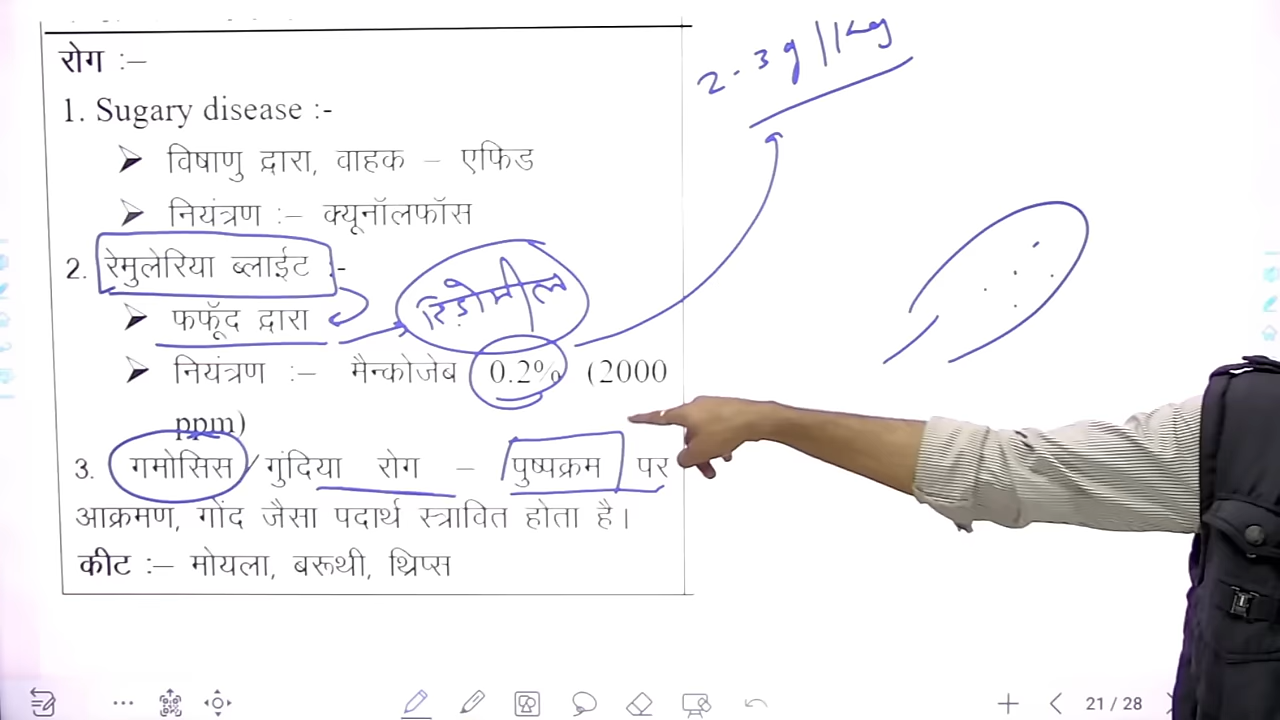 रोग :–
2-3 g/Kg
1. Sugary disease :-
➤ विषाणु द्वारा, वाहक – एफिड
➤ नियंत्रण :– क्यूनॉलफॉस
2. रेमुलेरिया ब्लाईट :-
रिडोमील
➤ फफूँद द्वारा
➤ नियंत्रण :– मैन्कोजेब 0.2% (2000
ppm)
3. गमोसिस / गुंदिया रोग – पुष्पक्रम पर
आक्रमण, गोंद जैसा पदार्थ स्त्रावित होता है।
कीट :– मोयला, बरूथी, थ्रिप्स
21 / 28